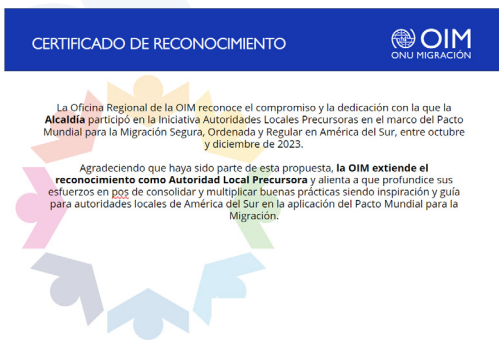 CERTIFICADO DE RECONOCIMIENTO
OIM
ONU MIGRACIÓN
La Oficina Regional de la OIM reconoce el compromiso y la dedicación con la que la
Alcaldía participó en la Iniciativa Autoridades Locales Precursoras en el marco del Pacto
Mundial para la Migración Segura, Ordenada y Regular en América del Sur, entre octubre
y diciembre de 2023.
Agradeciendo que haya sido parte de esta propuesta, la OIM extiende el
reconocimiento como Autoridad Local Precursora y alienta a que profundice sus
esfuerzos en pos de consolidar y multiplicar buenas prácticas siendo inspiración y guía
para autoridades locales de América del Sur en la aplicación del Pacto Mundial para la
Migración.